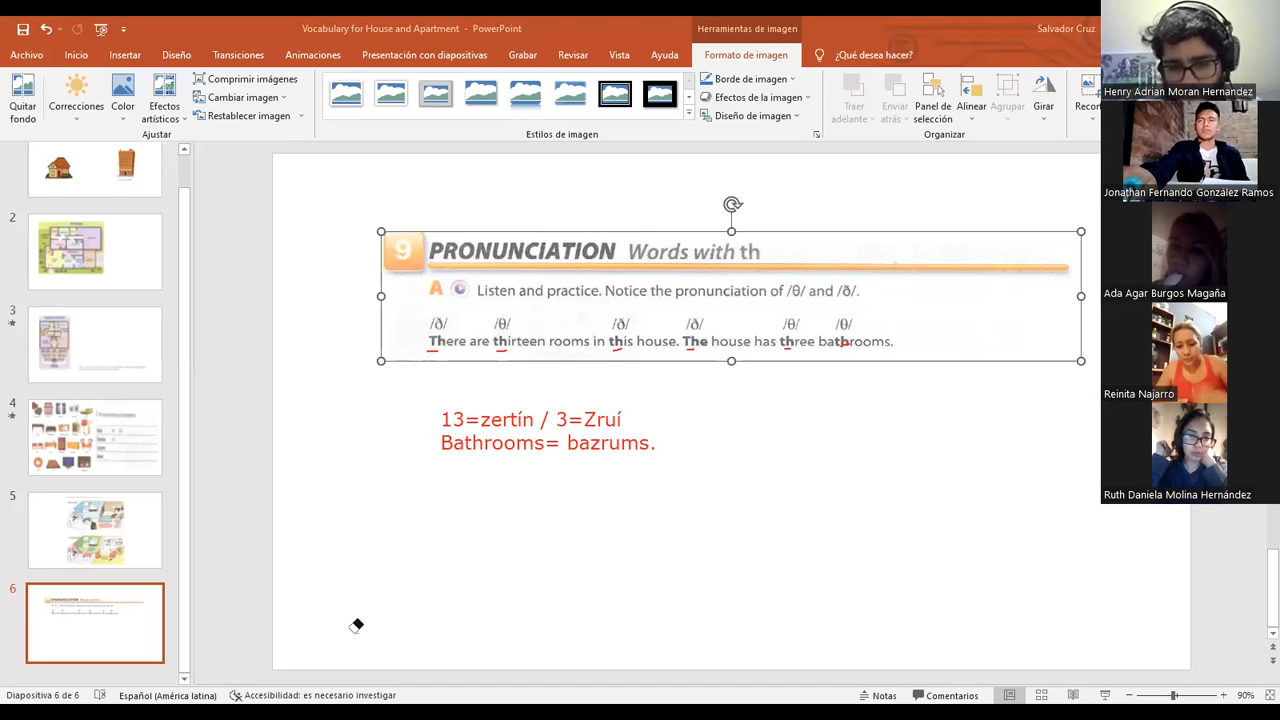 Vocabulary for House and Apartment - PowerPoint
Herramientas de imagen
Salvador Cruz
Archivo Inicio Insertar Diseño Transiciones Animaciones Presentación con diapositivas Grabar Revisar Vista Ayuda Formato de imagen ¿Qué desea hacer?
Quitar fondo
Correcciones
Color
Efectos artísticos
Comprimir imágenes
Cambiar imagen
Restablecer imagen
Ajustar
Estilos de imagen
Borde de imagen
Efectos de la imagen
Diseño de imagen
Traer adelante
Enviar atrás
Panel de selección
Alinear
Agrupar
Girar
Organizar
Henry Adrian Moran Hernandez
Jonathan Fernando González Ramos
Ada Agar Burgos Magaña
Reinita Najarro
Ruth Daniela Molina Hernández
2
3
4
5
6
9 PRONUNCIATION Words with th
A Listen and practice. Notice the pronunciation of /θ/ and /ð/.
/ð/ /θ/ /ð/ /ð/ /θ/ /θ/
There are thirteen rooms in this house. The house has three bathrooms.
13=zertín / 3=Zruí
Bathrooms= bazrums.
Diapositiva 6 de 6 Español (América latina) Accesibilidad: es necesario investigar Notas Comentarios 90%